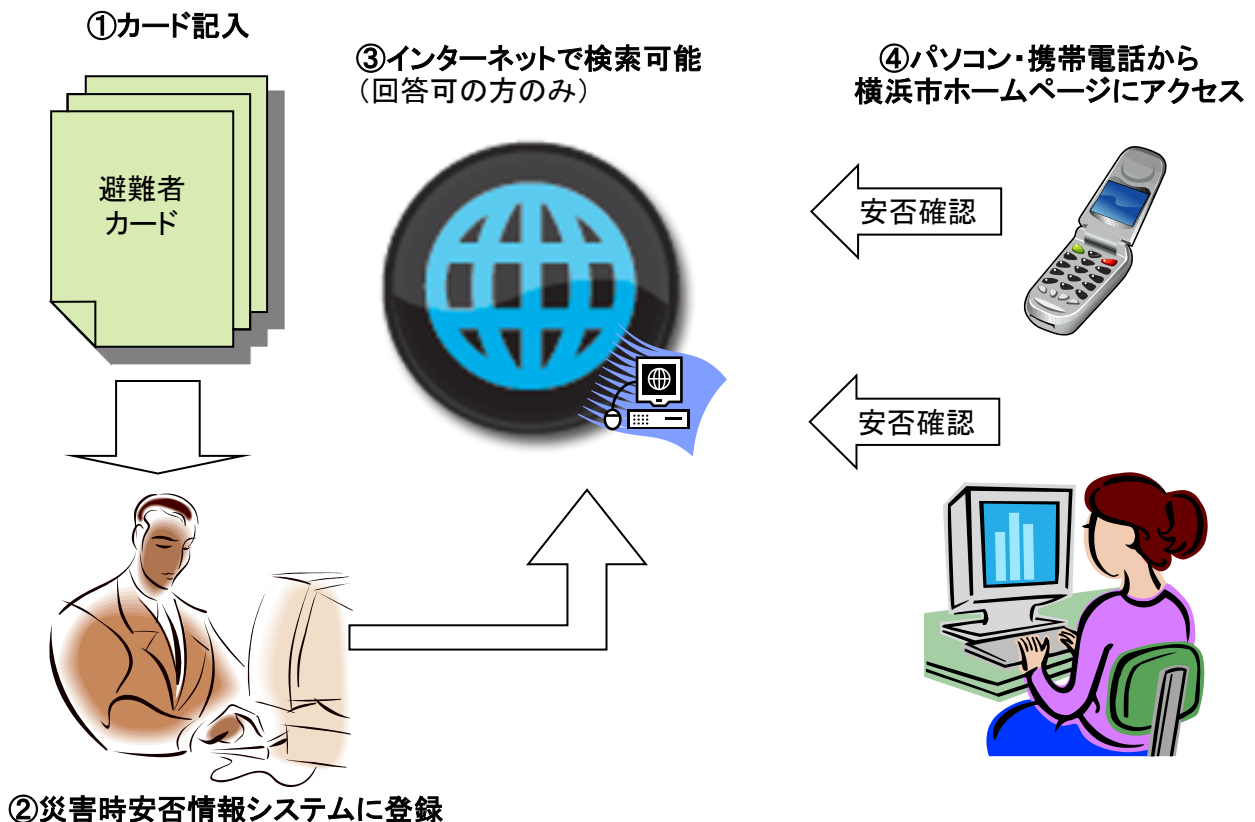 ①カード記入
避難者
カード
②災害時安否情報システムに登録
③インターネットで検索可能
（回答可の方のみ）
④パソコン・携帯電話から
横浜市ホームページにアクセス
安否確認
安否確認